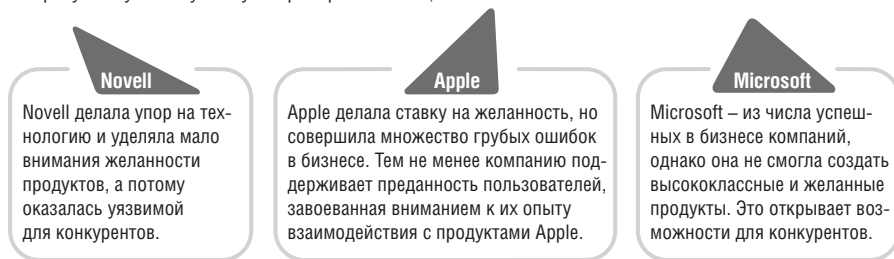 Novell
Novell делала упор на тех-
нологию и уделяла мало
внимания желанности
продуктов, а потому
оказалась уязвимой
для конкурентов.
Apple
Apple делала ставку на желанность, но
совершила множество грубых ошибок
в бизнесе. Тем не менее компанию под-
держивает преданность пользователей,
завоеванная вниманием к их опыту
взаимодействия с продуктами Apple.
Microsoft
Microsoft – из числа успеш-
ных в бизнесе компаний,
однако она не смогла создать
высококлассные и желанные
продукты. Это открывает воз-
можности для конкурентов.